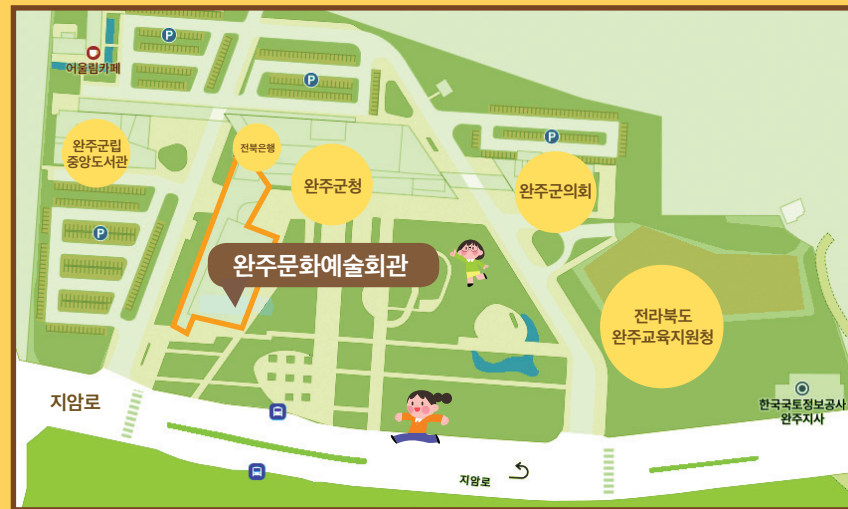 P
어울림카페
P
P
완주군립
중앙도서관
전북은행
완주군청
완주군의회
P
완주문화예술회관
전라북도
완주교육지원청
지암로
한국국토정보공사
완주지사
지암로